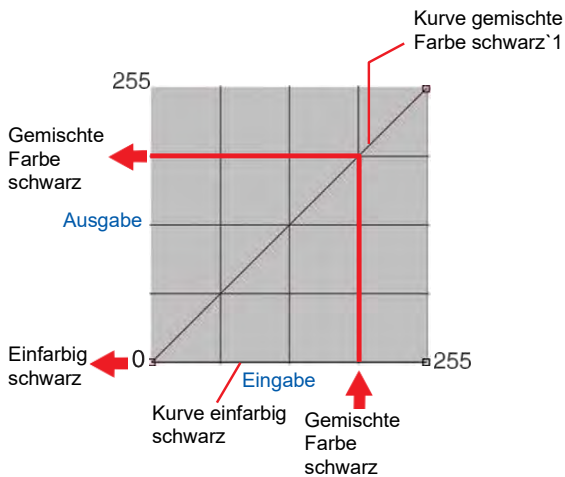 Kurve gemischte
Farbe schwarz`1
255
Gemischte
Farbe
schwarz
Ausgabe
Einfarbig
schwarz
0
255
Eingabe
Kurve einfarbig
schwarz
Gemischte
Farbe
schwarz